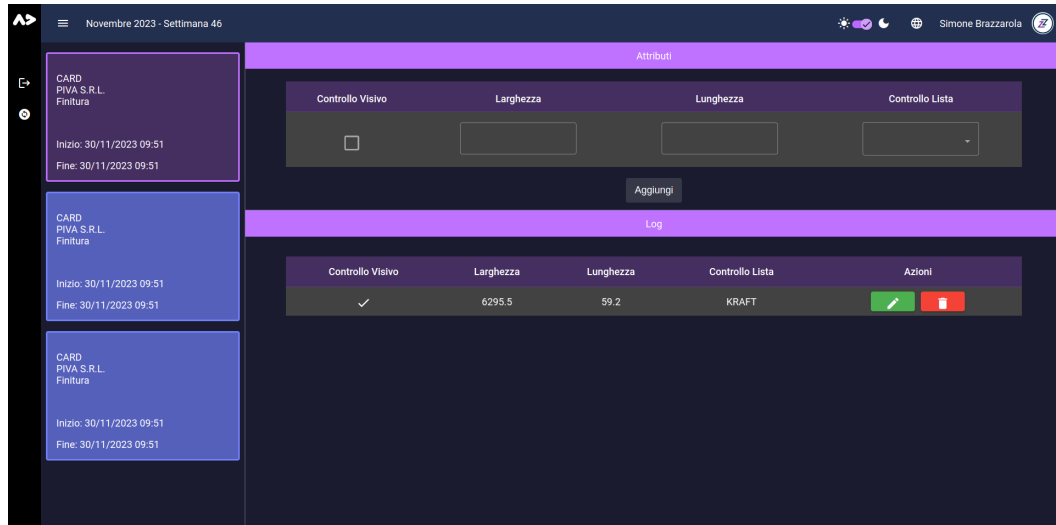 Novembre 2023 - Settimana 46
Simone Brazzarola
CARD
PIVA S.R.L.
Finitura
Inizio: 30/11/2023 09:51
Fine: 30/11/2023 09:51
CARD
PIVA S.R.L.
Finitura
Inizio: 30/11/2023 09:51
Fine: 30/11/2023 09:51
CARD
PIVA S.R.L.
Finitura
Inizio: 30/11/2023 09:51
Fine: 30/11/2023 09:51
Attributi
Controllo Visivo Larghezza Lunghezza Controllo Lista
Aggiungi
Log
Controllo Visivo Larghezza Lunghezza Controllo Lista Azioni
6295.5 59.2 KRAFT